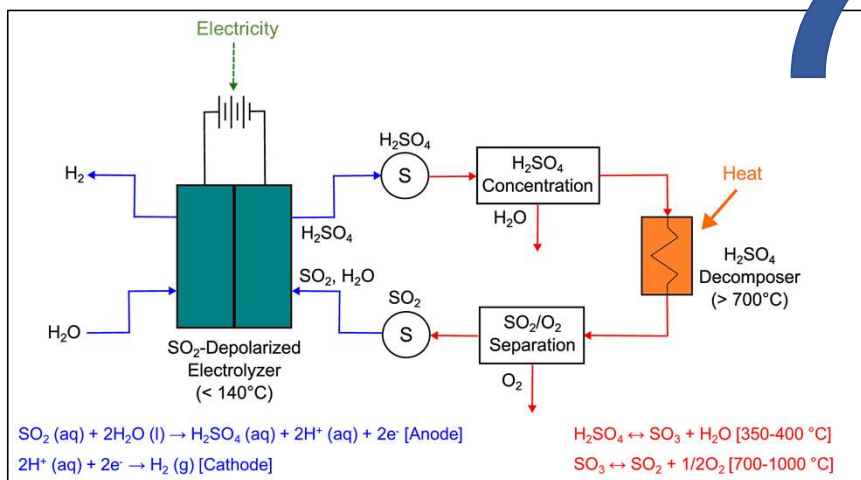 Electricity
H₂SO₄
H₂
S
H₂SO₄
Concentration
Heat
H₂O
H₂SO₄
H₂SO₄
Decomposer
(> 700°C)
SO₂, H₂O
SO₂
H₂O
S
SO₂/O₂
Separation
SO₂-Depolarized
Electrolyzer
(< 140°C)
O₂
SO₂ (aq) + 2H₂O (l) → H₂SO₄ (aq) + 2H⁺ (aq) + 2e⁻ [Anode]
2H⁺ (aq) + 2e⁻ → H₂ (g) [Cathode]
H₂SO₄ ↔ SO₃ + H₂O [350-400 °C]
SO₃ ↔ SO₂ + 1/2O₂ [700-1000 °C]